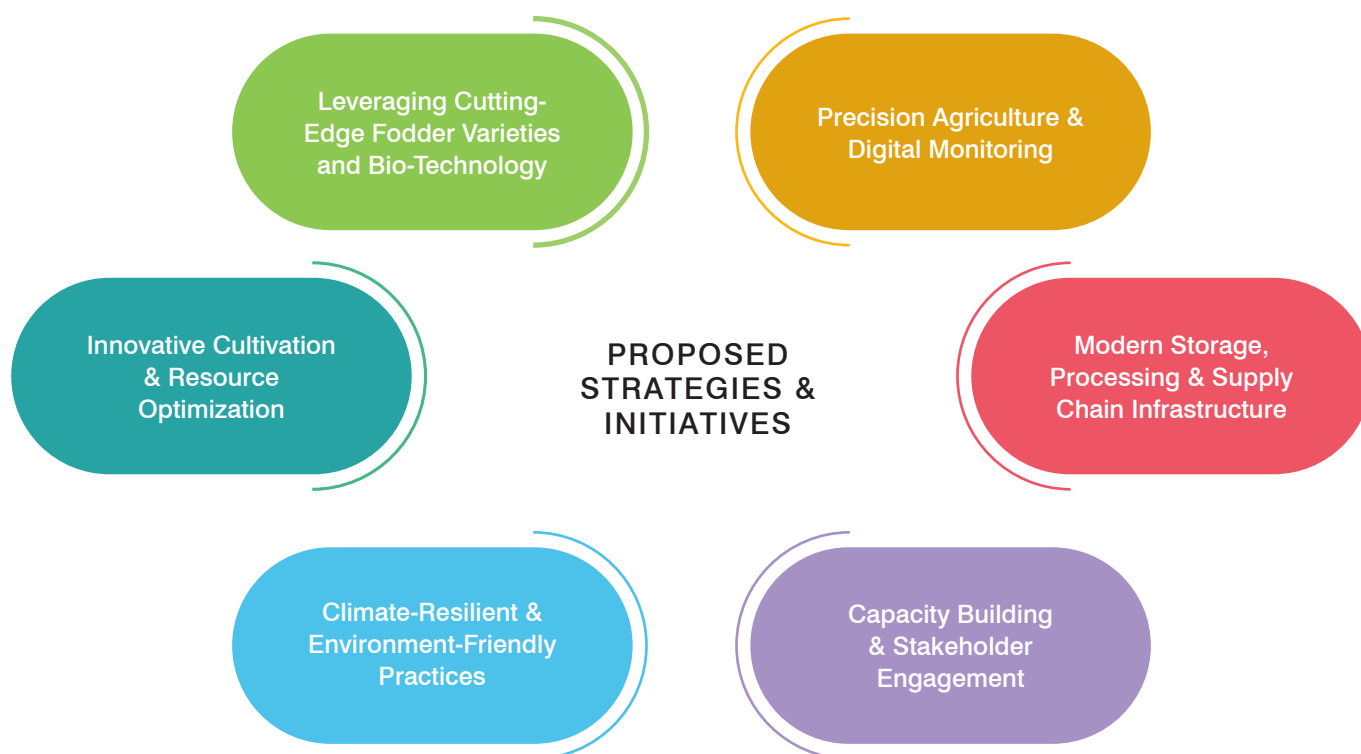 Leveraging Cutting-
Edge Fodder Varieties
and Bio-Technology
Precision Agriculture &
Digital Monitoring
Innovative Cultivation
& Resource
Optimization
PROPOSED
STRATEGIES &
INITIATIVES
Modern Storage,
Processing & Supply
Chain Infrastructure
Climate-Resilient &
Environment-Friendly
Practices
Capacity Building
& Stakeholder
Engagement